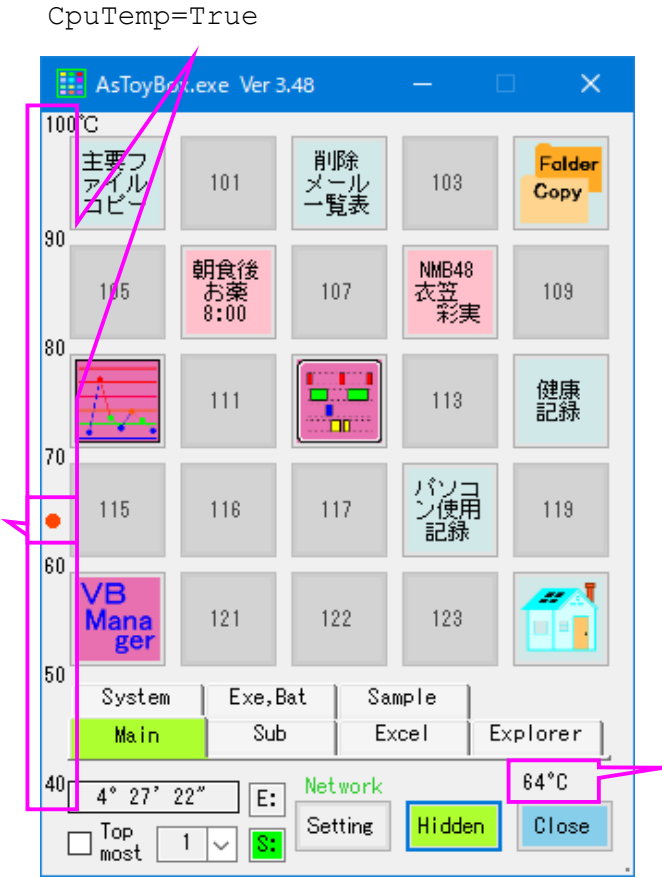 CpuTemp=True
AsToyBox.exe Ver 3.48
100°C
主要フ
ァイル
コピー
101
削除
メール
一覧表
103
Folder
Copy
90
105
朝食後
お薬
8:00
107
NMB48
衣笠
彩実
109
80
111
113
健康
記録
70
115
116
117
パソコ
ン使用
記録
119
60
VB
Mana
ger
121
122
123
50
System
Exe,Bat
Sample
Main
Sub
Excel
Explorer
40
4° 27′ 22″
E:
Network
64°C
Top
most
1
S:
Setting
Hidden
Close